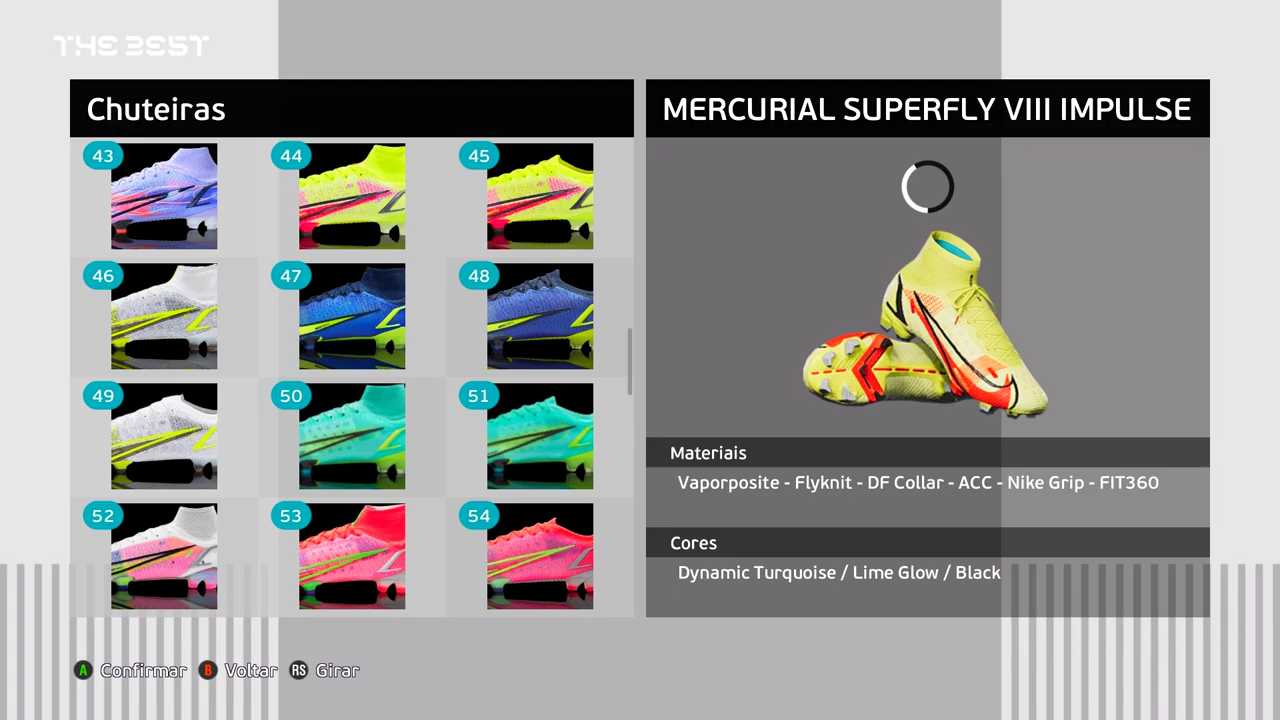 THE BEST
Chuteiras
MERCURIAL SUPERFLY VIII IMPULSE
43
44
45
46
47
48
49
50
51
52
53
54
Materiais
Vaporposite - Flyknit - DF Collar - ACC - Nike Grip - FIT360
Cores
Dynamic Turquoise / Lime Glow / Black
A Confirmar B Voltar RS Girar